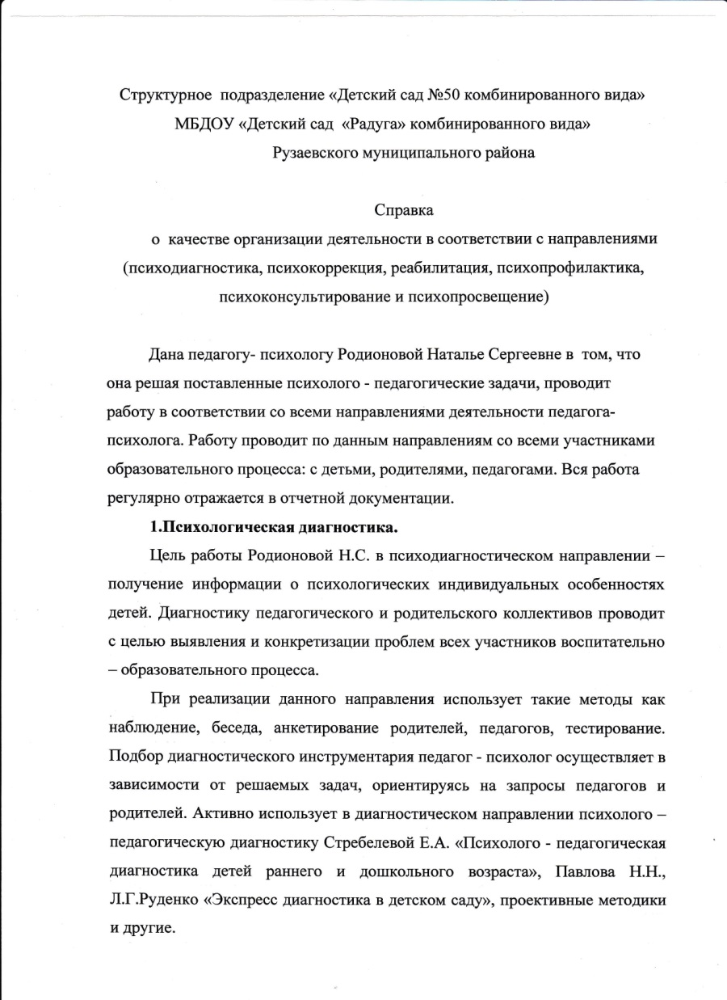 Структурное подразделение «Детский сад №50 комбинированного вида»
МБДОУ «Детский сад «Радуга» комбинированного вида»
Рузаевского муниципального района
Справка
о качестве организации деятельности в соответствии с направлениями
(психодиагностика, психокоррекция, реабилитация, психопрофилактика,
психоконсультирование и психопросвещение)
Дана педагогу- психологу Родионовой Наталье Сергеевне в том, что
она решая поставленные психолого - педагогические задачи, проводит
работу в соответствии со всеми направлениями деятельности педагога-
психолога. Работу проводит по данным направлениям со всеми участниками
образовательного процесса: с детьми, родителями, педагогами. Вся работа
регулярно отражается в отчетной документации.
1.Психологическая диагностика.
Цель работы Родионовой Н.С. в психодиагностическом направлении –
получение информации о психологических индивидуальных особенностях
детей. Диагностику педагогического и родительского коллективов проводит
с целью выявления и конкретизации проблем всех участников воспитательно
– образовательного процесса.
При реализации данного направления использует такие методы как
наблюдение, беседа, анкетирование родителей, педагогов, тестирование.
Подбор диагностического инструментария педагог - психолог осуществляет в
зависимости от решаемых задач, ориентируясь на запросы педагогов и
родителей. Активно использует в диагностическом направлении психолого –
педагогическую диагностику Стребелевой Е.А. «Психолого - педагогическая
диагностика детей раннего и дошкольного возраста», Павлова Н.Н.,
Л.Г.Руденко «Экспресс диагностика в детском саду», проективные методики
и другие.